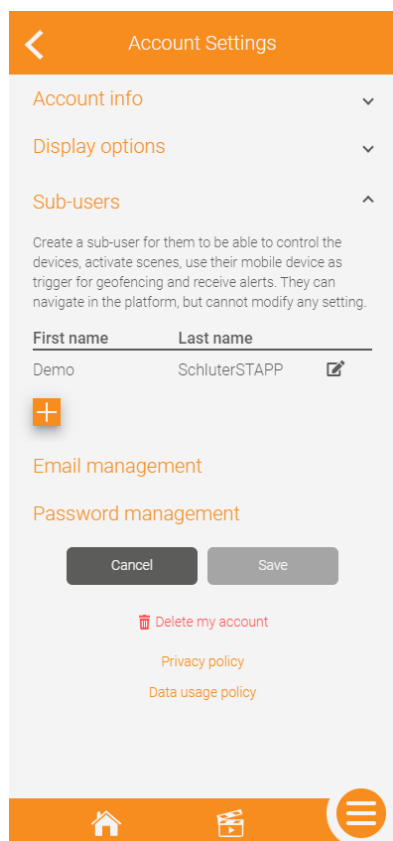 Account Settings
Account info
Display options
Sub-users
Create a sub-user for them to be able to control the
devices, activate scenes, use their mobile device as
trigger for geofencing and receive alerts. They can
navigate in the platform, but cannot modify any setting.
First name Last name
Demo SchluterSTAPP
Email management
Password management
Cancel Save
Delete my account
Privacy policy
Data usage policy